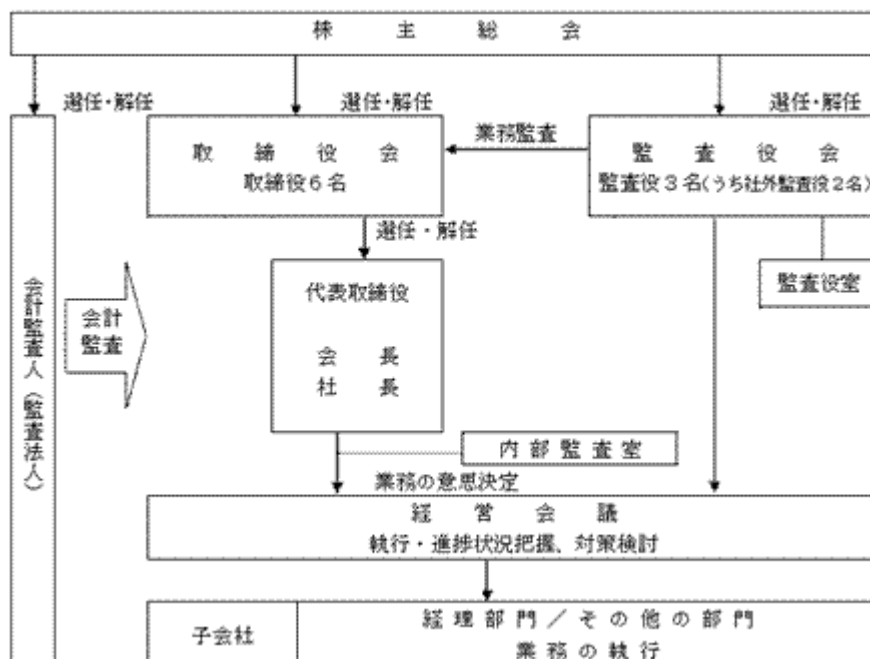 株主総会
選任・解任
選任・解任
選任・解任
取締役会
取締役6名
業務監査
監査役会
監査役3名(うち社外監査役2名)
選任・解任
監査役室
代表取締役
会長
社長
会計監査人(監査法人)
会計
監査
内部監査室
業務の意思決定
経営会議
執行・進捗状況把握、対策検討
子会社
経理部門/その他の部門
業務の執行